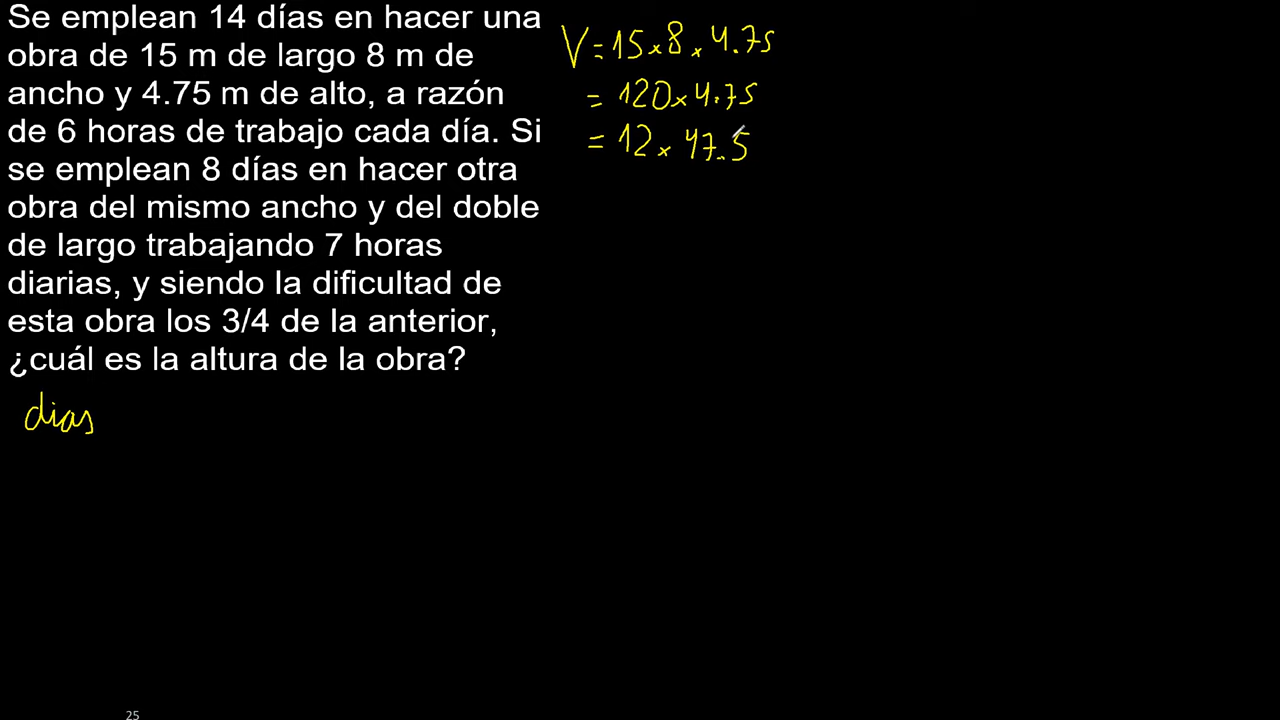 Se emplean 14 días en hacer una
obra de 15 m de largo 8 m de
ancho y 4.75 m de alto, a razón
de 6 horas de trabajo cada día. Si
se emplean 8 días en hacer otra
obra del mismo ancho y del doble
de largo trabajando 7 horas
diarias, y siendo la dificultad de
esta obra los 3/4 de la anterior,
¿cuál es la altura de la obra?
dias
V = 15 x 8 x 4.75
= 120 x 4.75
= 12 x 47.5
25